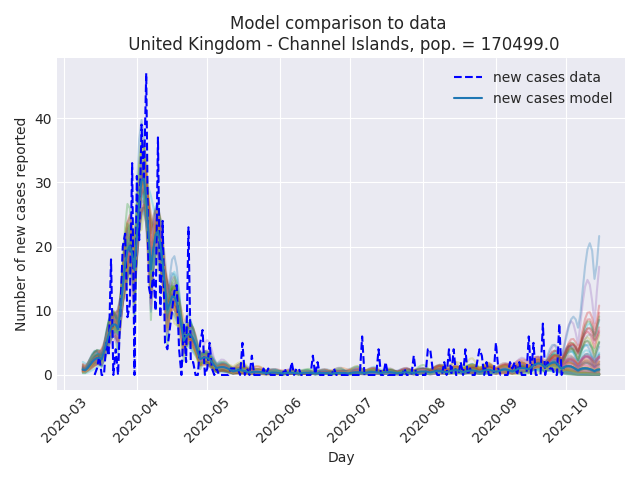 Model comparison to data
United Kingdom - Channel Islands, pop. = 170499.0
new cases data
new cases model
Number of new cases reported
40
30
20
10
0
2020-03
2020-04
2020-05
2020-06
2020-07
2020-08
2020-09
2020-10
Day